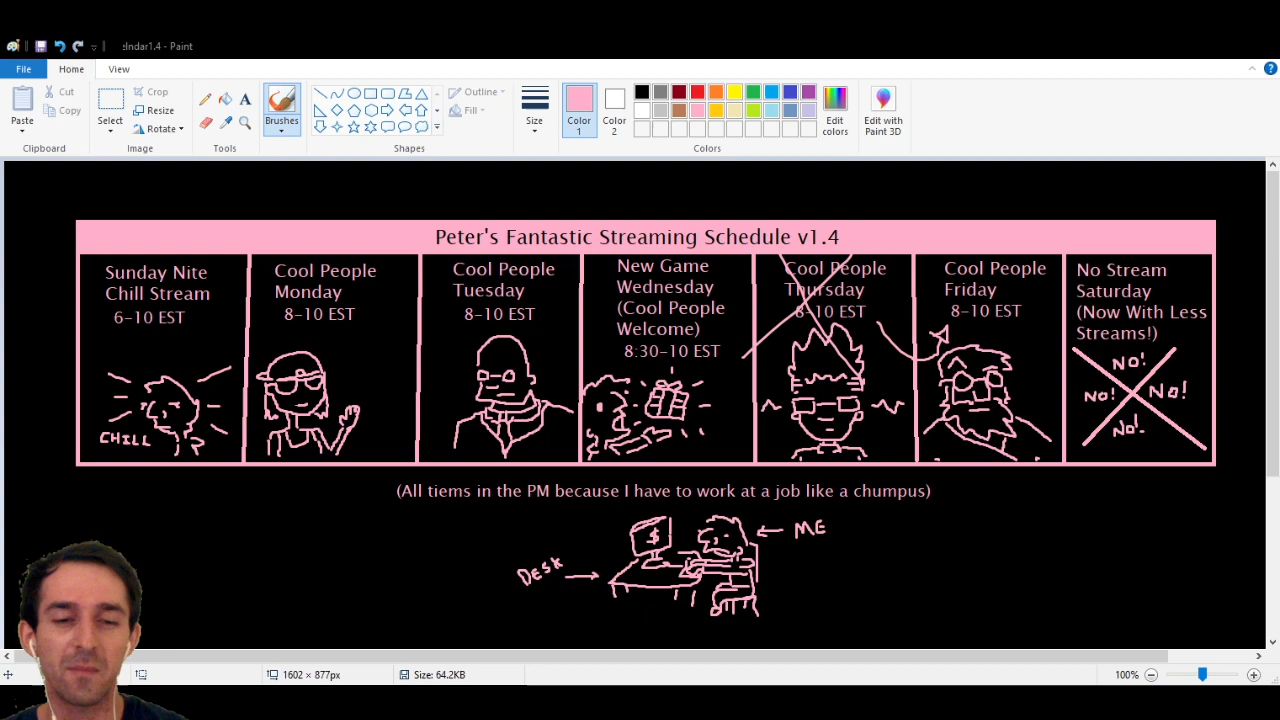 slndar1.4 - Paint
File Home View
Paste
Cut
Copy
Clipboard
Select
Crop
Resize
Rotate
Image
A
Tools
Brushes
Shapes
Outline
Fill
Size
Color
1
Color
2
Edit
colors
Colors
Edit with
Paint 3D
Peter's Fantastic Streaming Schedule v1.4
Sunday Nite
Chill Stream
6-10 EST
CHILL
Cool People
Monday
8-10 EST
Cool People
Tuesday
8-10 EST
New Game
Wednesday
(Cool People
Welcome)
8:30-10 EST
Cool People
Thursday
8-10 EST
Cool People
Friday
8-10 EST
No Stream
Saturday
(Now With Less
Streams!)
NO!
NO! NO!
NO!
(All tiems in the PM because I have to work at a job like a chumpus)
$
ME
DESK
1602 × 877px
Size: 64.2KB
100%